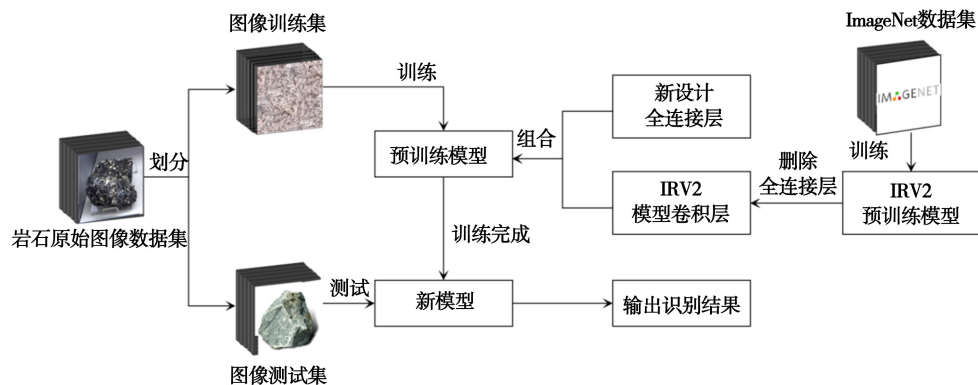 图像训练集
ImageNet数据集
训练
新设计
全连接层
IMAGENET
组合
划分
预训练模型
训练
删除
全连接层
IRV2
模型卷积层
IRV2
预训练模型
岩石原始图像数据集
训练完成
测试
新模型
输出识别结果
图像测试集